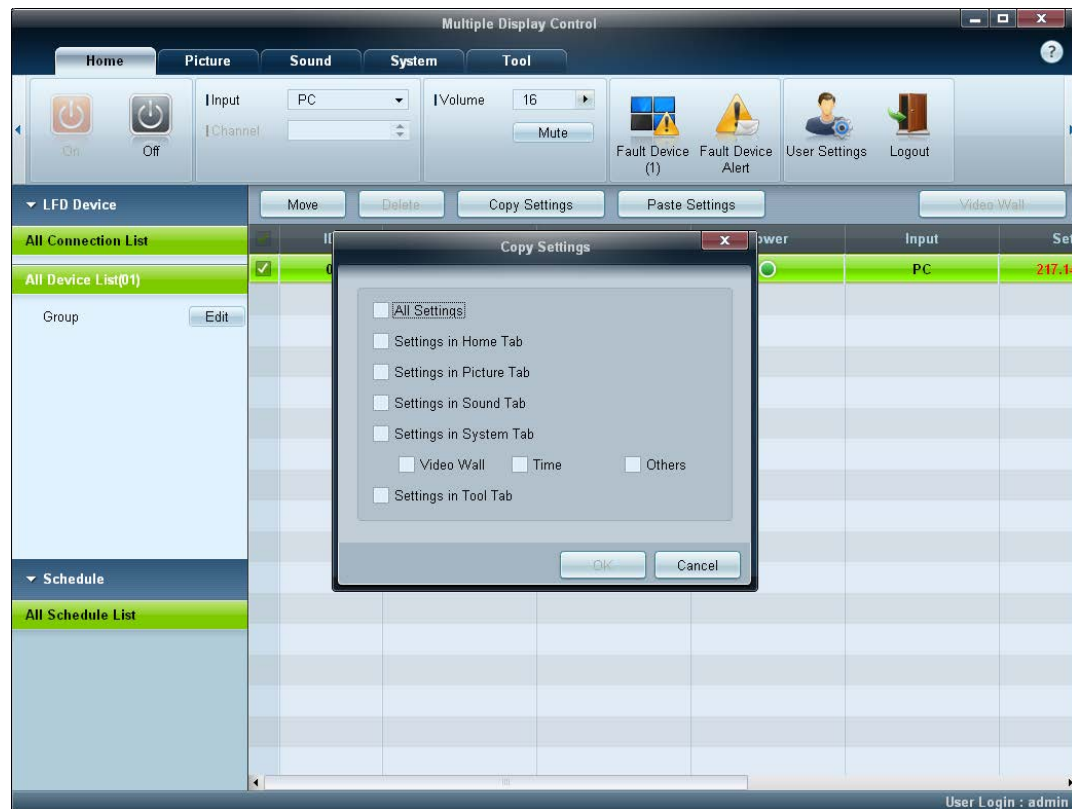 Multiple Display Control
Home Picture Sound System Tool
Input PC Volume 16
Channel Mute
On Off Fault Device (1) Fault Device Alert User Settings Logout
LFD Device Move Delete Copy Settings Paste Settings Video Wall
All Connection List
Input
All Device List(01)
PC
Group Edit
Copy Settings
All Settings
Settings in Home Tab
Settings in Picture Tab
Settings in Sound Tab
Settings in System Tab
Video Wall Time Others
Settings in Tool Tab
OK Cancel
Schedule
All Schedule List
User Login : admin